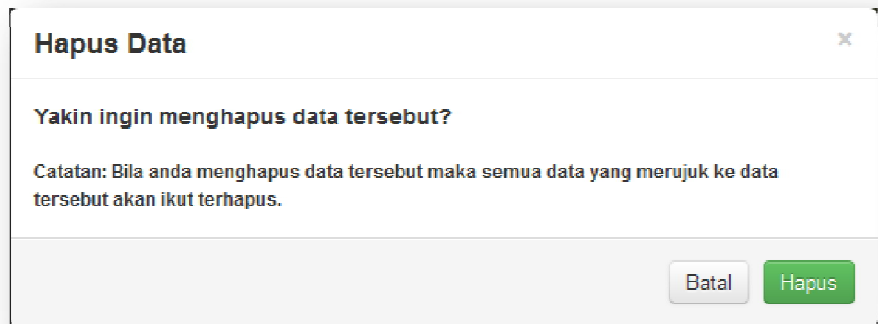 Hapus Data
×
Yakin ingin menghapus data tersebut?
Catatan: Bila anda menghapus data tersebut maka semua data yang merujuk ke data
tersebut akan ikut terhapus.
Batal Hapus